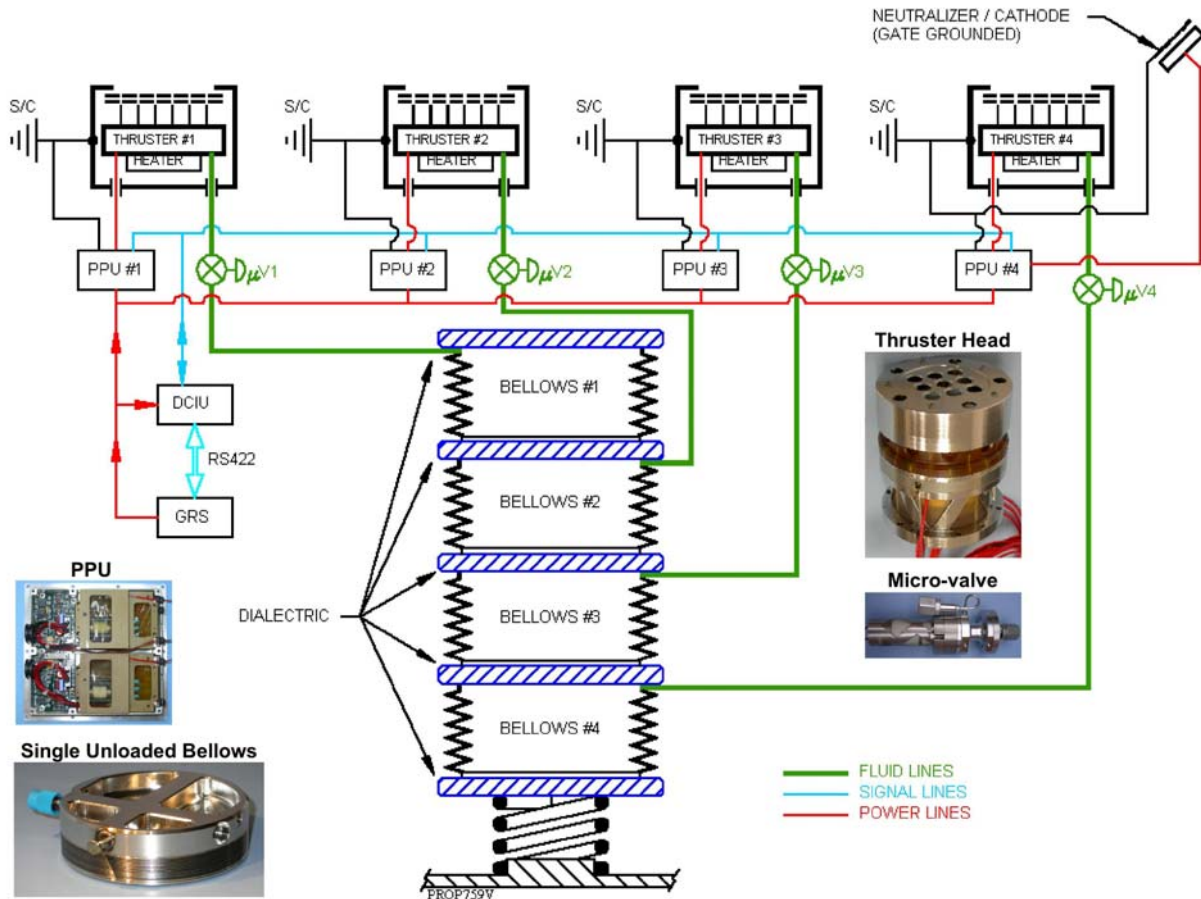 NEUTRALIZER / CATHODE
(GATE GROUNDED)
S/C
S/C
S/C
S/C
THRUSTER #1
HEATER
THRUSTER #2
HEATER
THRUSTER #3
HEATER
THRUSTER #4
HEATER
PPU #1
PPU #2
PPU #3
PPU #4
μV1
μV2
μV3
μV4
Thruster Head
BELLOWS #1
DCIU
RS422
BELLOWS #2
GRS
PPU
Micro-valve
DIALECTRIC
BELLOWS #3
BELLOWS #4
Single Unloaded Bellows
FLUID LINES
SIGNAL LINES
POWER LINES
PROP759V